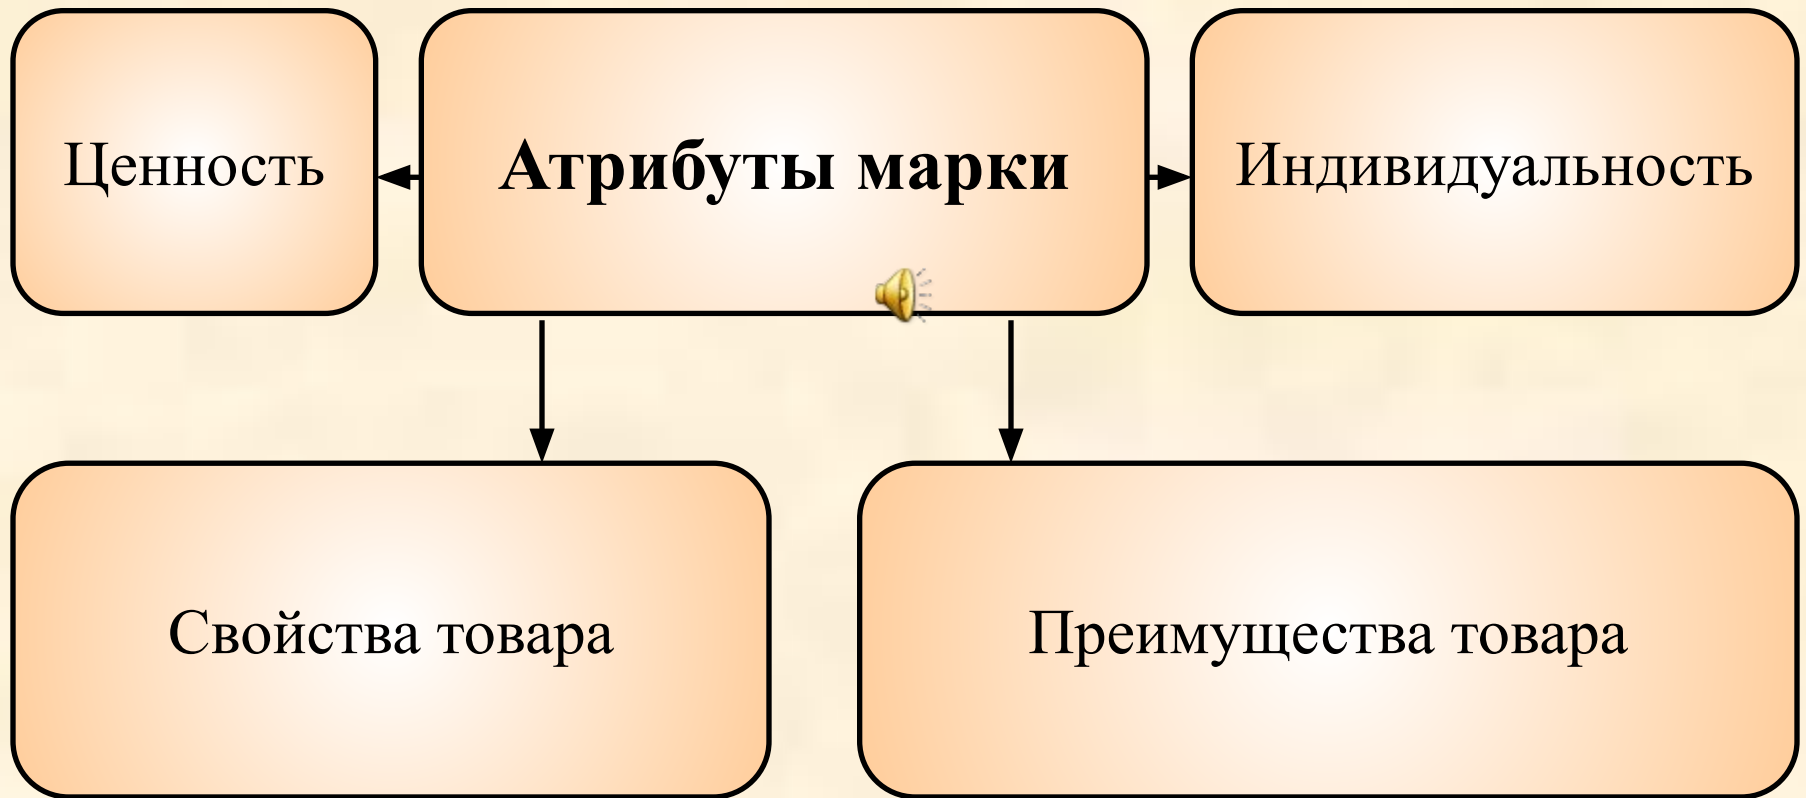 Ценность
Атрибуты марки
Индивидуальность
Свойства товара
Преимущества товара